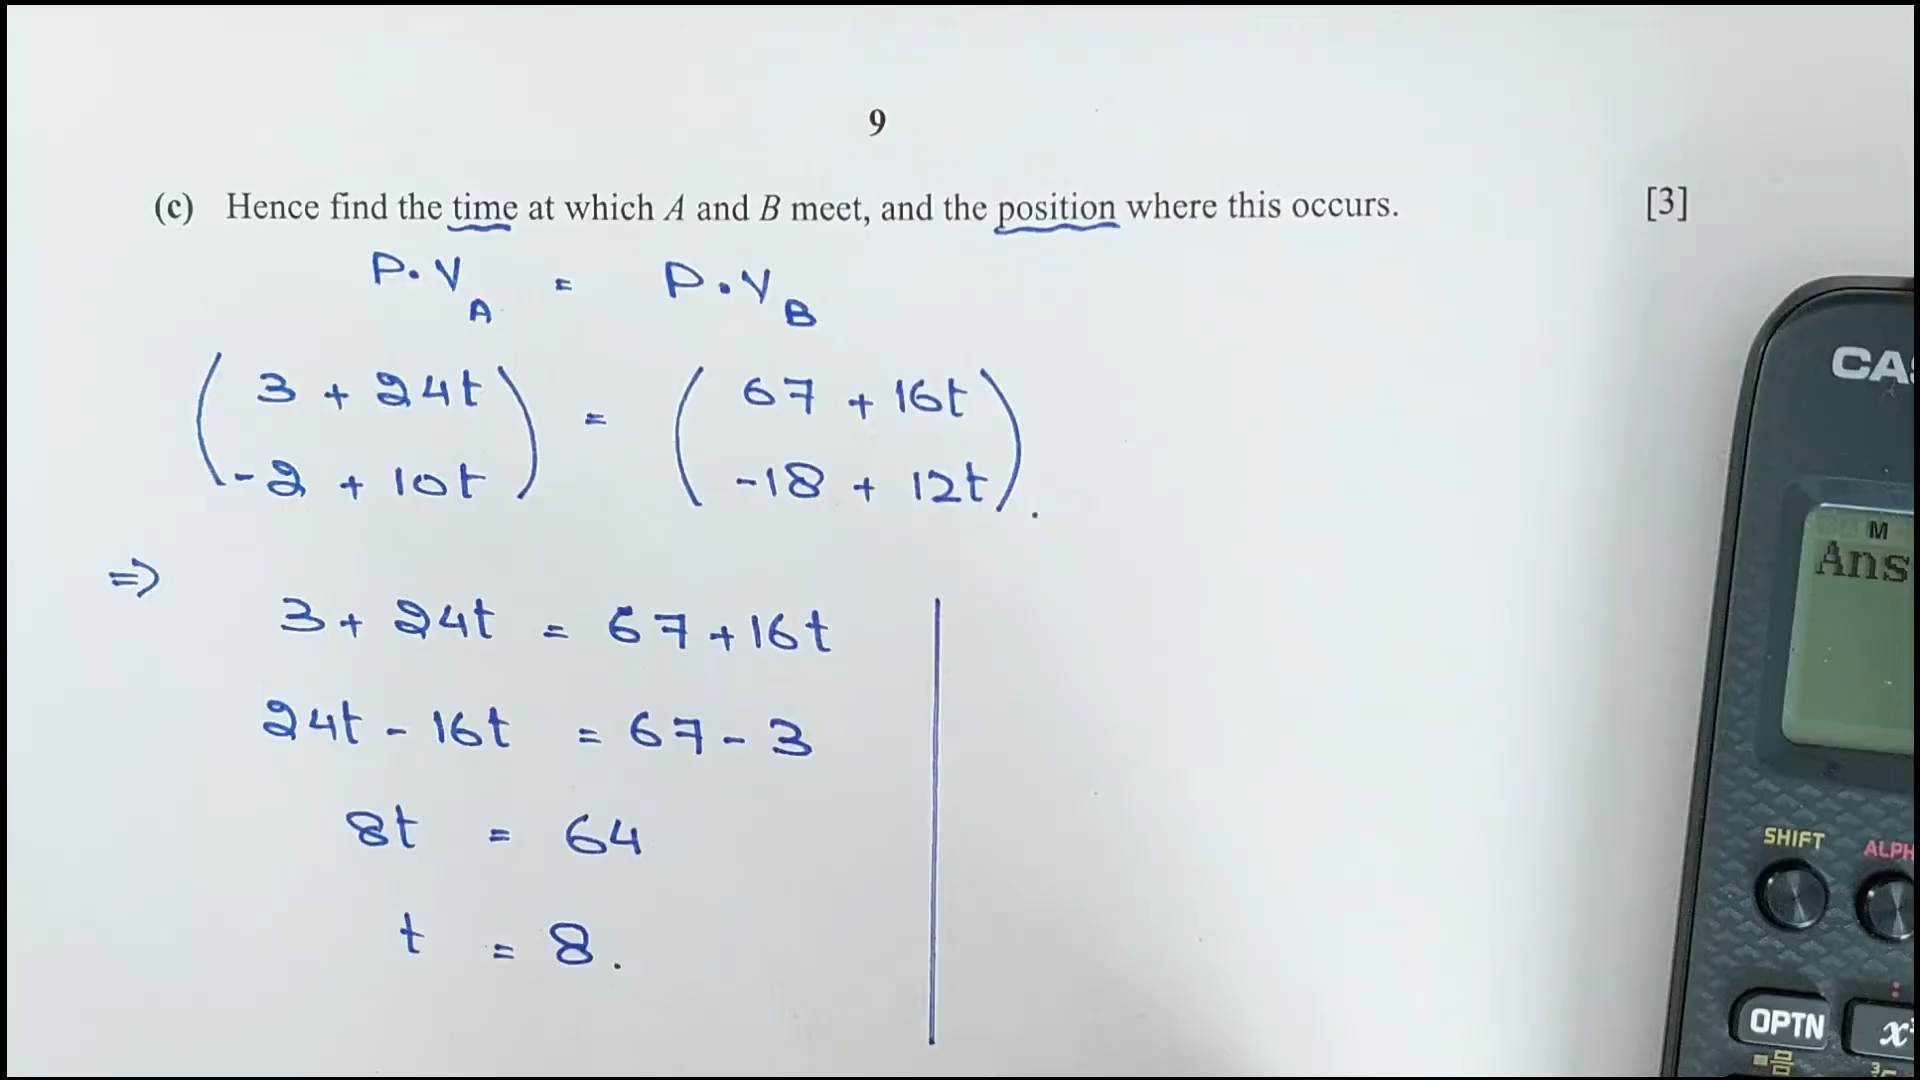 9
(c) Hence find the time at which A and B meet, and the position where this occurs. [3]
P.V_A = P.V_B
( 3 + 24t ) = ( 67 + 16t )
( -2 + 10t ) ( -18 + 12t ).
=>
3 + 24t = 67 + 16t
24t - 16t = 67 - 3
8t = 64
t = 8.
CAS
M
Ans
SHIFT ALPH
OPTN x